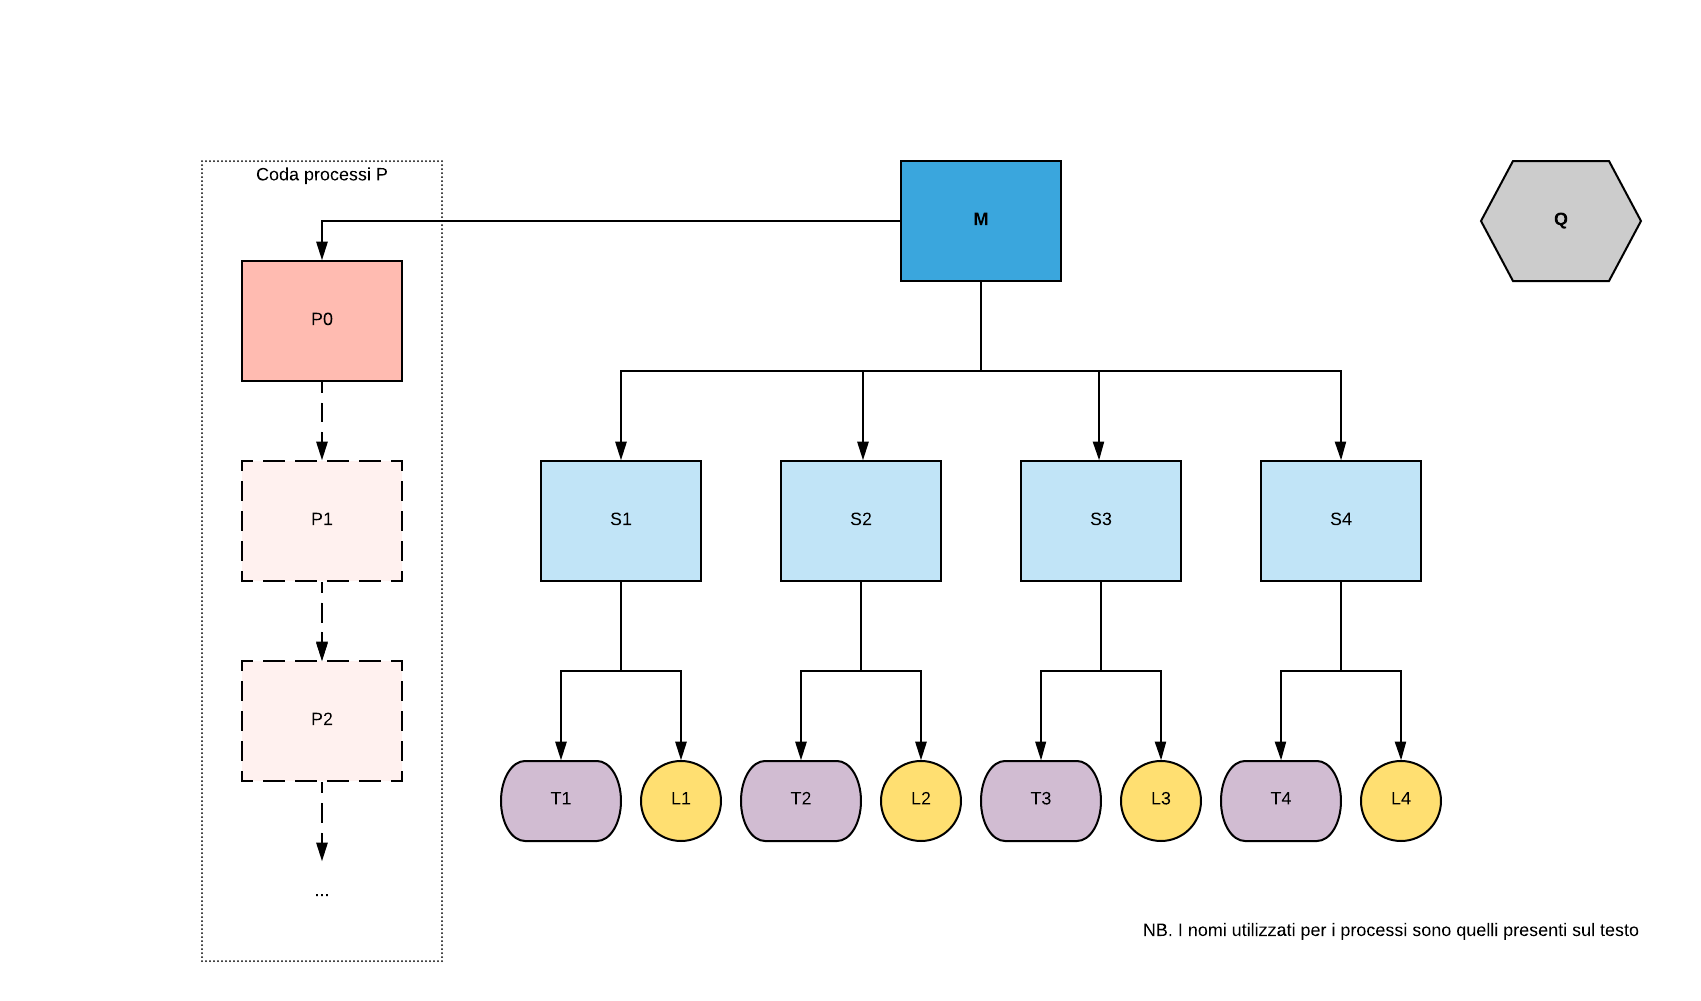 Coda processi P
M
Q
P0
P1
S1
S2
S3
S4
P2
T1
L1
T2
L2
T3
L3
T4
L4
...
NB. I nomi utilizzati per i processi sono quelli presenti sul testo